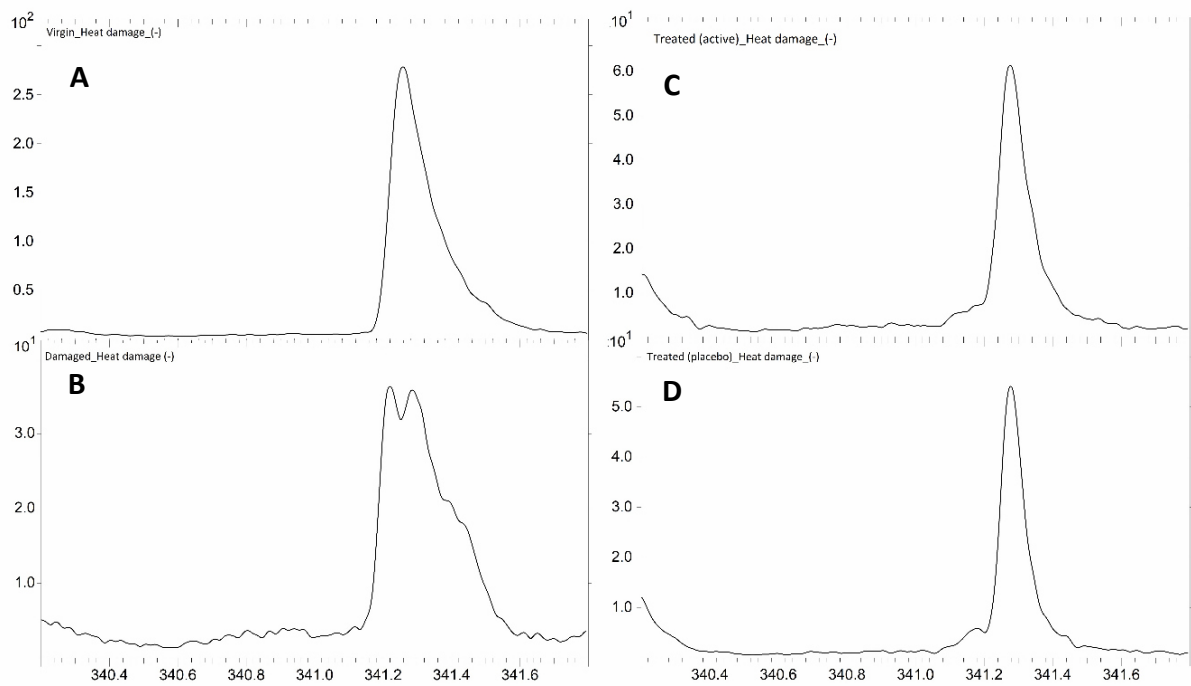 10²
Virgin_Heat damage_(-)
A
2.5
2.0
1.5
1.0
0.5
10¹
Damaged_Heat damage (-)
B
3.0
2.0
1.0
340.4 340.6 340.8 341.0 341.2 341.4 341.6
10¹
Treated (active)_Heat damage_(-)
C
6.0
5.0
4.0
3.0
2.0
1.0
:10¹
Treated (placebo)_Heat damage_(-)
D
5.0
4.0
3.0
2.0
1.0
340.4 340.6 340.8 341.0 341.2 341.4 341.6